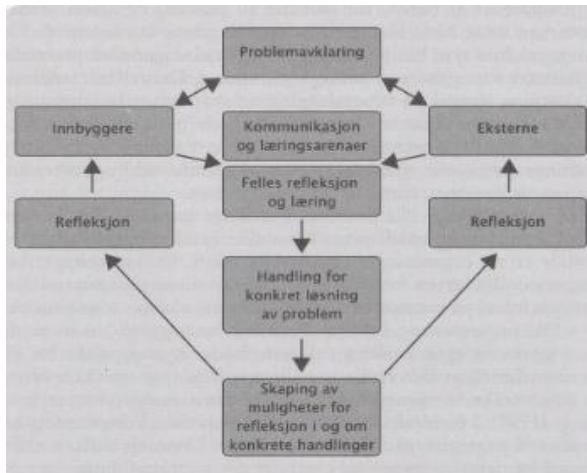 Problemavklaring
Innbyggere
Kommunikasjon
og læringsarenaer
Eksterne
Felles refleksjon
og læring
Refleksjon
Refleksjon
Handling for
konkret løsning
av problem
Skaping av
muligheter for
refleksjon i og om
konkrete handlinger